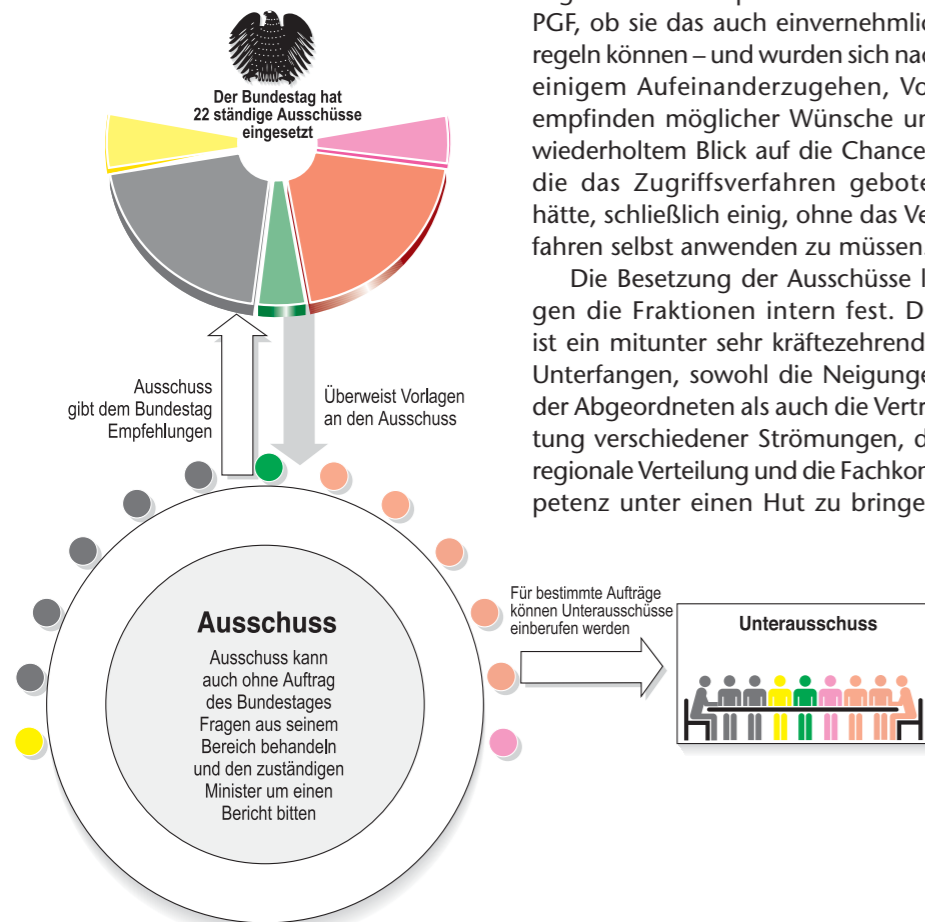 Der Bundestag hat
22 ständige Ausschüsse
eingesetzt
Ausschuss
gibt dem Bundestag
Empfehlungen
Überweist Vorlagen
an den Ausschuss
Ausschuss
Ausschuss kann
auch ohne Auftrag
des Bundestages
Fragen aus seinem
Bereich behandeln
und den zuständigen
Minister um einen
Bericht bitten
Für bestimmte Aufträge
können Unterausschüsse
einberufen werden
Unterausschuss
PGF, ob sie das auch einvernehmlic
regeln können – und wurden sich nac
einigem Aufeinanderzugehen, Vo
empfinden möglicher Wünsche un
wiederholtem Blick auf die Chance
die das Zugriffsverfahren gebote
hätte, schließlich einig, ohne das Ve
fahren selbst anwenden zu müssen
Die Besetzung der Ausschüsse l
gen die Fraktionen intern fest. D
ist ein mitunter sehr kräftezehrend
Unterfangen, sowohl die Neigunge
der Abgeordneten als auch die Vertr
tung verschiedener Strömungen, d
regionale Verteilung und die Fachkon
petenz unter einen Hut zu bringe